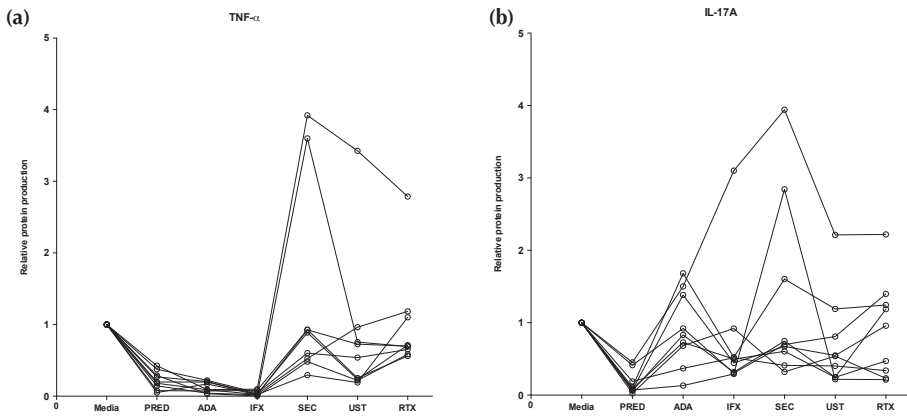 (a)
TNF-α
Relative protein production
5
4
3
2
1
0
0
Media PRED ADA IFX SEC UST RTX
(b)
IL-17A
Relative protein production
5
4
3
2
1
0
0
Media PRED ADA IFX SEC UST RTX